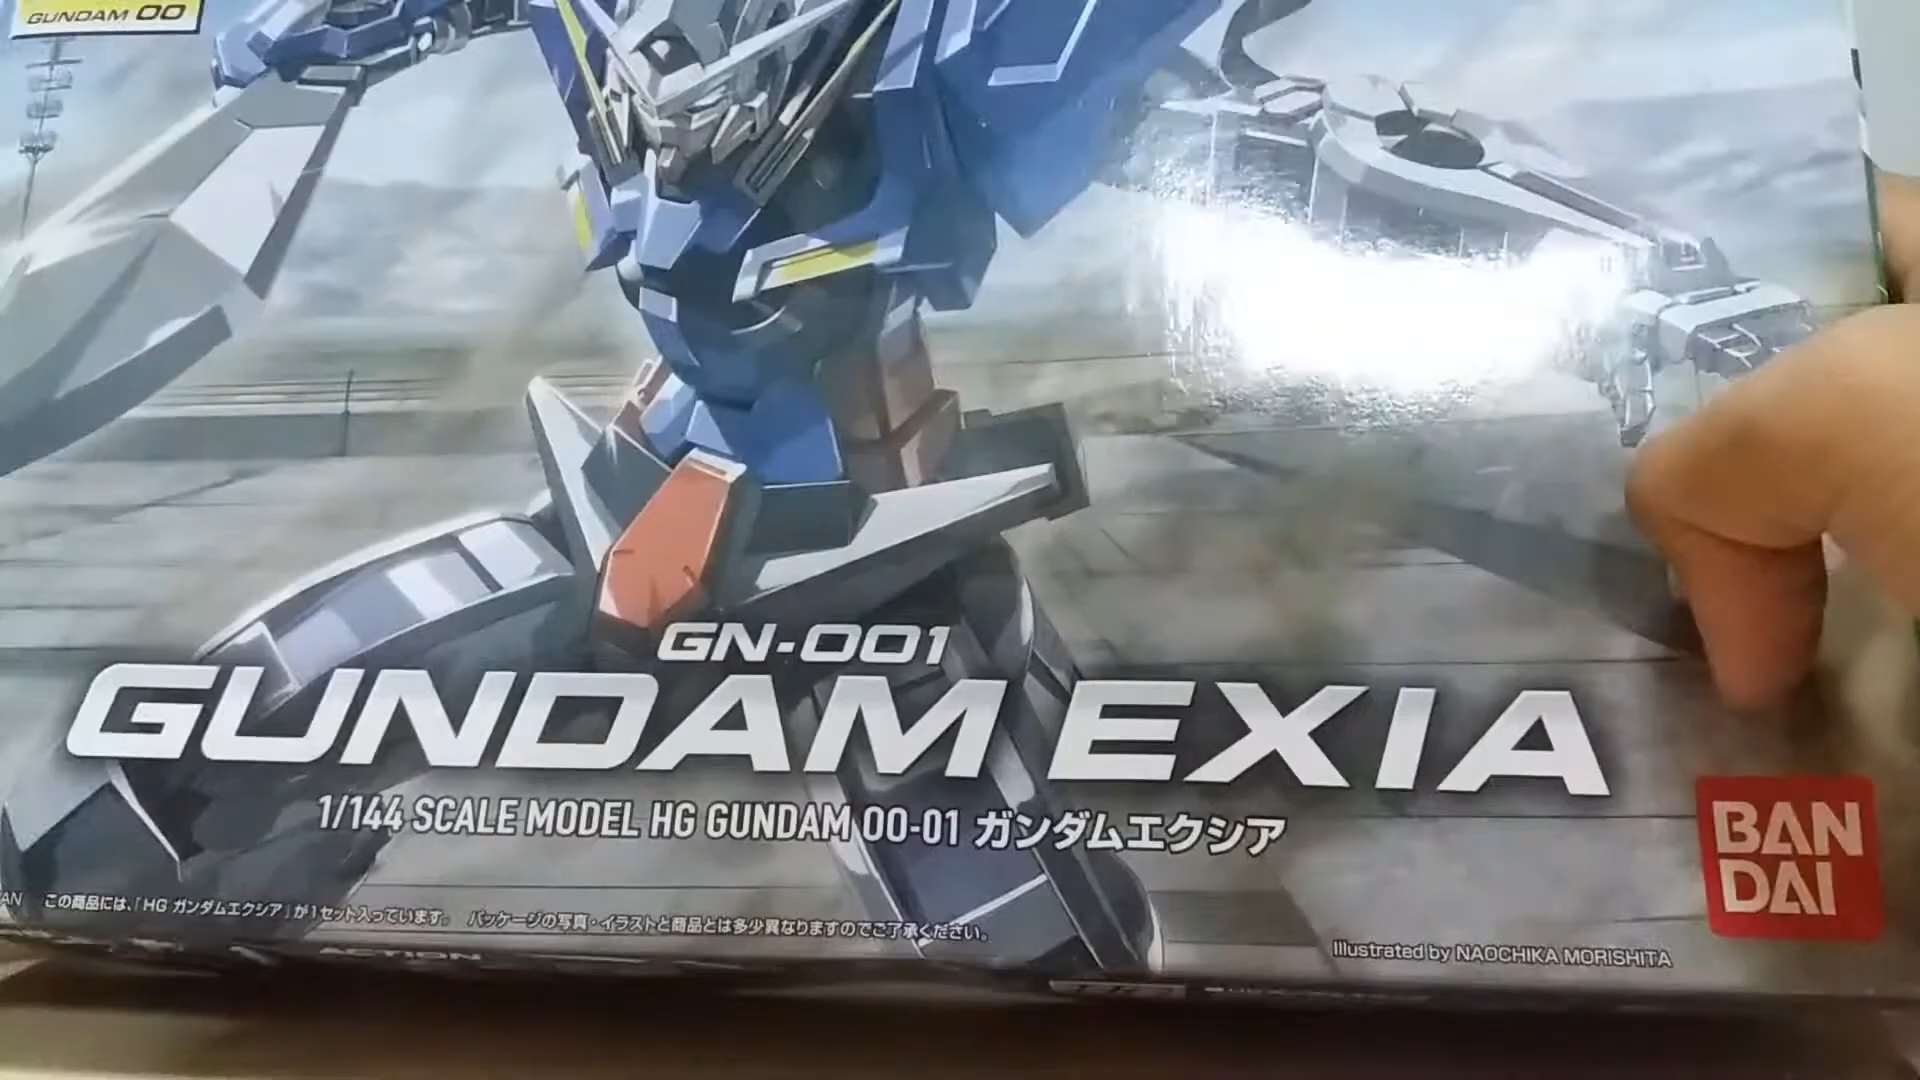 GUNDAM 00
GN-001
GUNDAM EXIA
1/144 SCALE MODEL HG GUNDAM 00-01 ガンダムエクシア
BAN
DAI
AN この商品には、「HG ガンダムエクシア」が1セット入っています。 パッケージの写真・イラストと商品とは多少異なりますのでご了承ください。
Illustrated by NAOCHIKA MORISHITA
ACTION